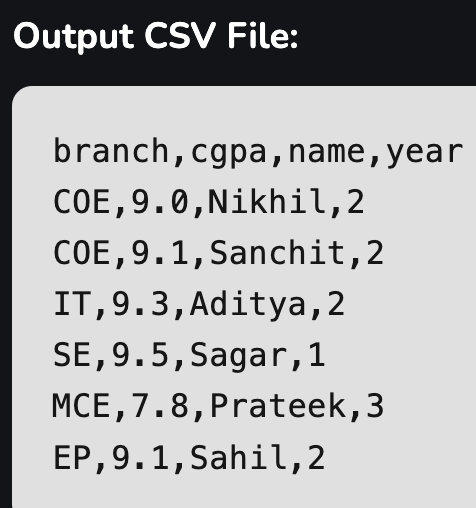 Output CSV File:
branch,cgpa,name,year
COE,9.0,Nikhil,2
COE,9.1,Sanchit,2
IT,9.3,Aditya,2
SE,9.5,Sagar,1
MCE,7.8,Prateek,3
EP,9.1,Sahil,2